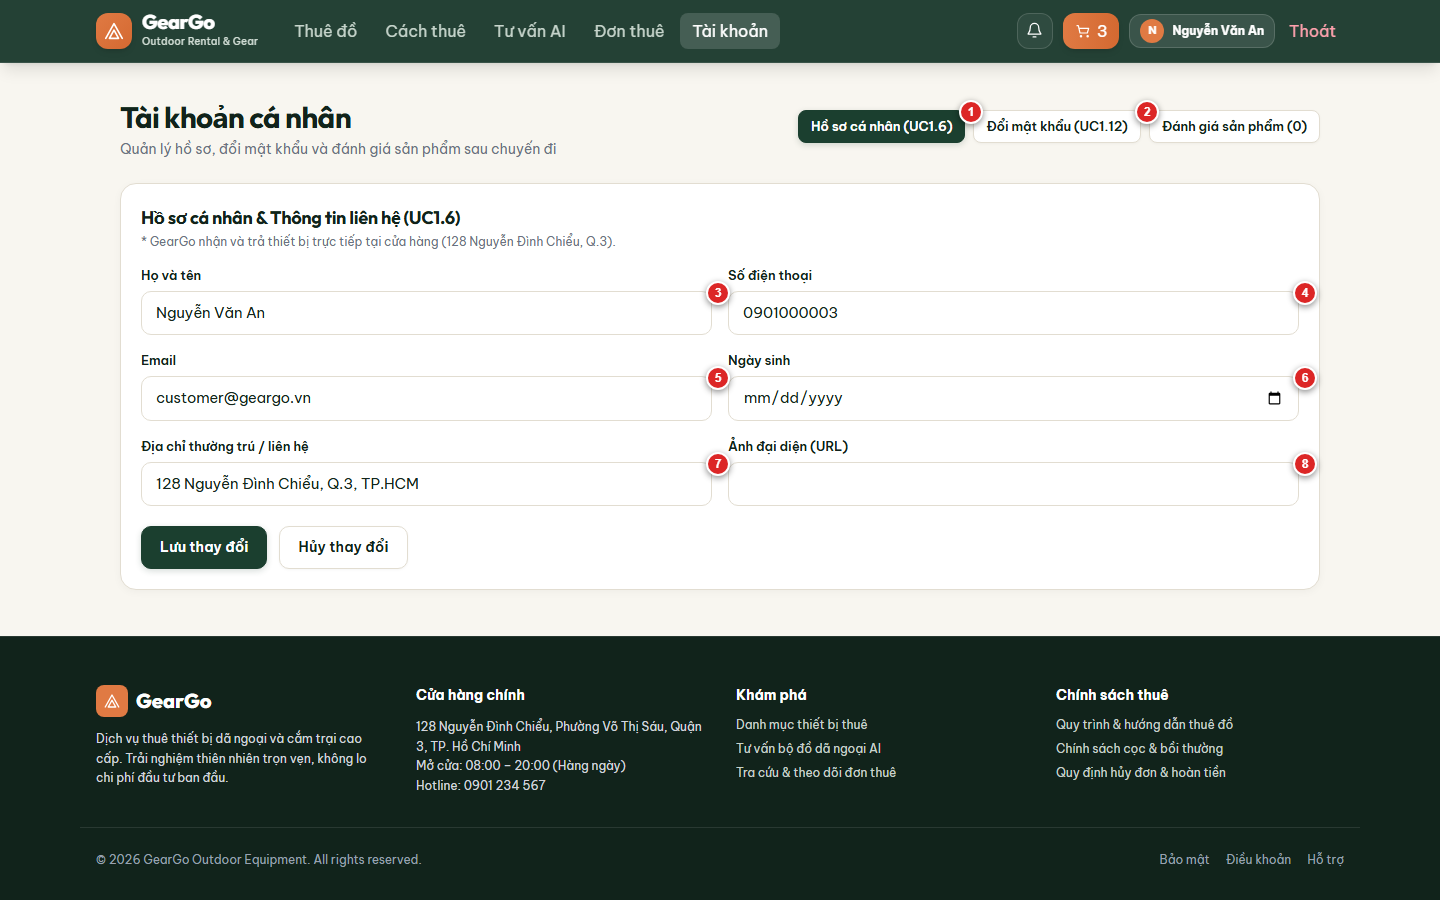 GearGo
Outdoor Rental & Gear
Thuê đồ
Cách thuê
Tư vấn AI
Đơn thuê
Tài khoản
3
N
Nguyễn Văn An
Thoát
Tài khoản cá nhân
Quản lý hồ sơ, đổi mật khẩu và đánh giá sản phẩm sau chuyến đi
Hồ sơ cá nhân (UC1.6)
1
Đổi mật khẩu (UC1.12)
2
Đánh giá sản phẩm (0)
Hồ sơ cá nhân & Thông tin liên hệ (UC1.6)
* GearGo nhận và trả thiết bị trực tiếp tại cửa hàng (128 Nguyễn Đình Chiểu, Q.3).
Họ và tên
3
Nguyễn Văn An
Số điện thoại
4
0901000003
Email
5
customer@geargo.vn
Ngày sinh
6
mm/dd/yyyy
Địa chỉ thường trú / liên hệ
7
128 Nguyễn Đình Chiểu, Q.3, TP.HCM
Ảnh đại diện (URL)
8
Lưu thay đổi
Hủy thay đổi
GearGo
Dịch vụ thuê thiết bị dã ngoại và cắm trại cao
cấp. Trải nghiệm thiên nhiên trọn vẹn, không lo
chi phí đầu tư ban đầu.
Cửa hàng chính
128 Nguyễn Đình Chiểu, Phường Võ Thị Sáu, Quận
3, TP. Hồ Chí Minh
Mở cửa: 08:00 – 20:00 (Hàng ngày)
Hotline: 0901 234 567
Khám phá
Danh mục thiết bị thuê
Tư vấn bộ đồ dã ngoại AI
Tra cứu & theo dõi đơn thuê
Chính sách thuê
Quy trình & hướng dẫn thuê đồ
Chính sách cọc & bồi thường
Quy định hủy đơn & hoàn tiền
© 2026 GearGo Outdoor Equipment. All rights reserved.
Bảo mật
Điều khoản
Hỗ trợ